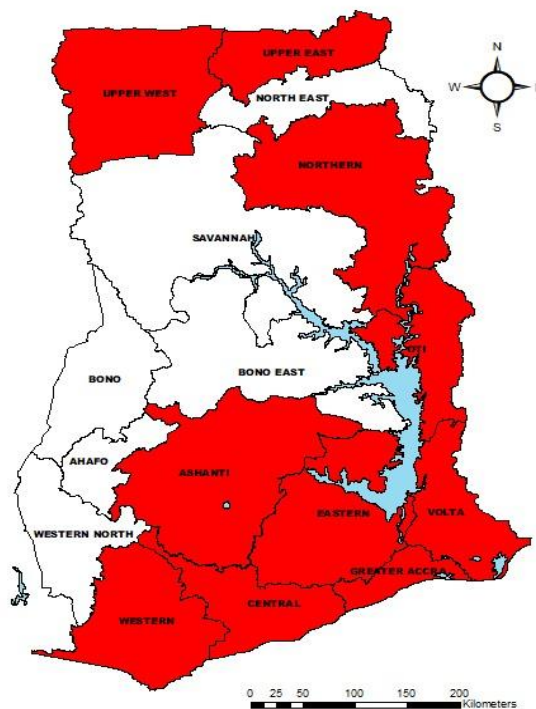 UPPER EAST
UPPER WEST
NORTH EAST
N
W
S
NORTHERN
SAVANNAH
OTI
BONO
BONO EAST
AHAFO
ASHANTI
WESTERN NORTH
EASTERN
VOLTA
GREATER ACCRA
CENTRAL
WESTERN
0 25 50 100 150 200
Kilometers